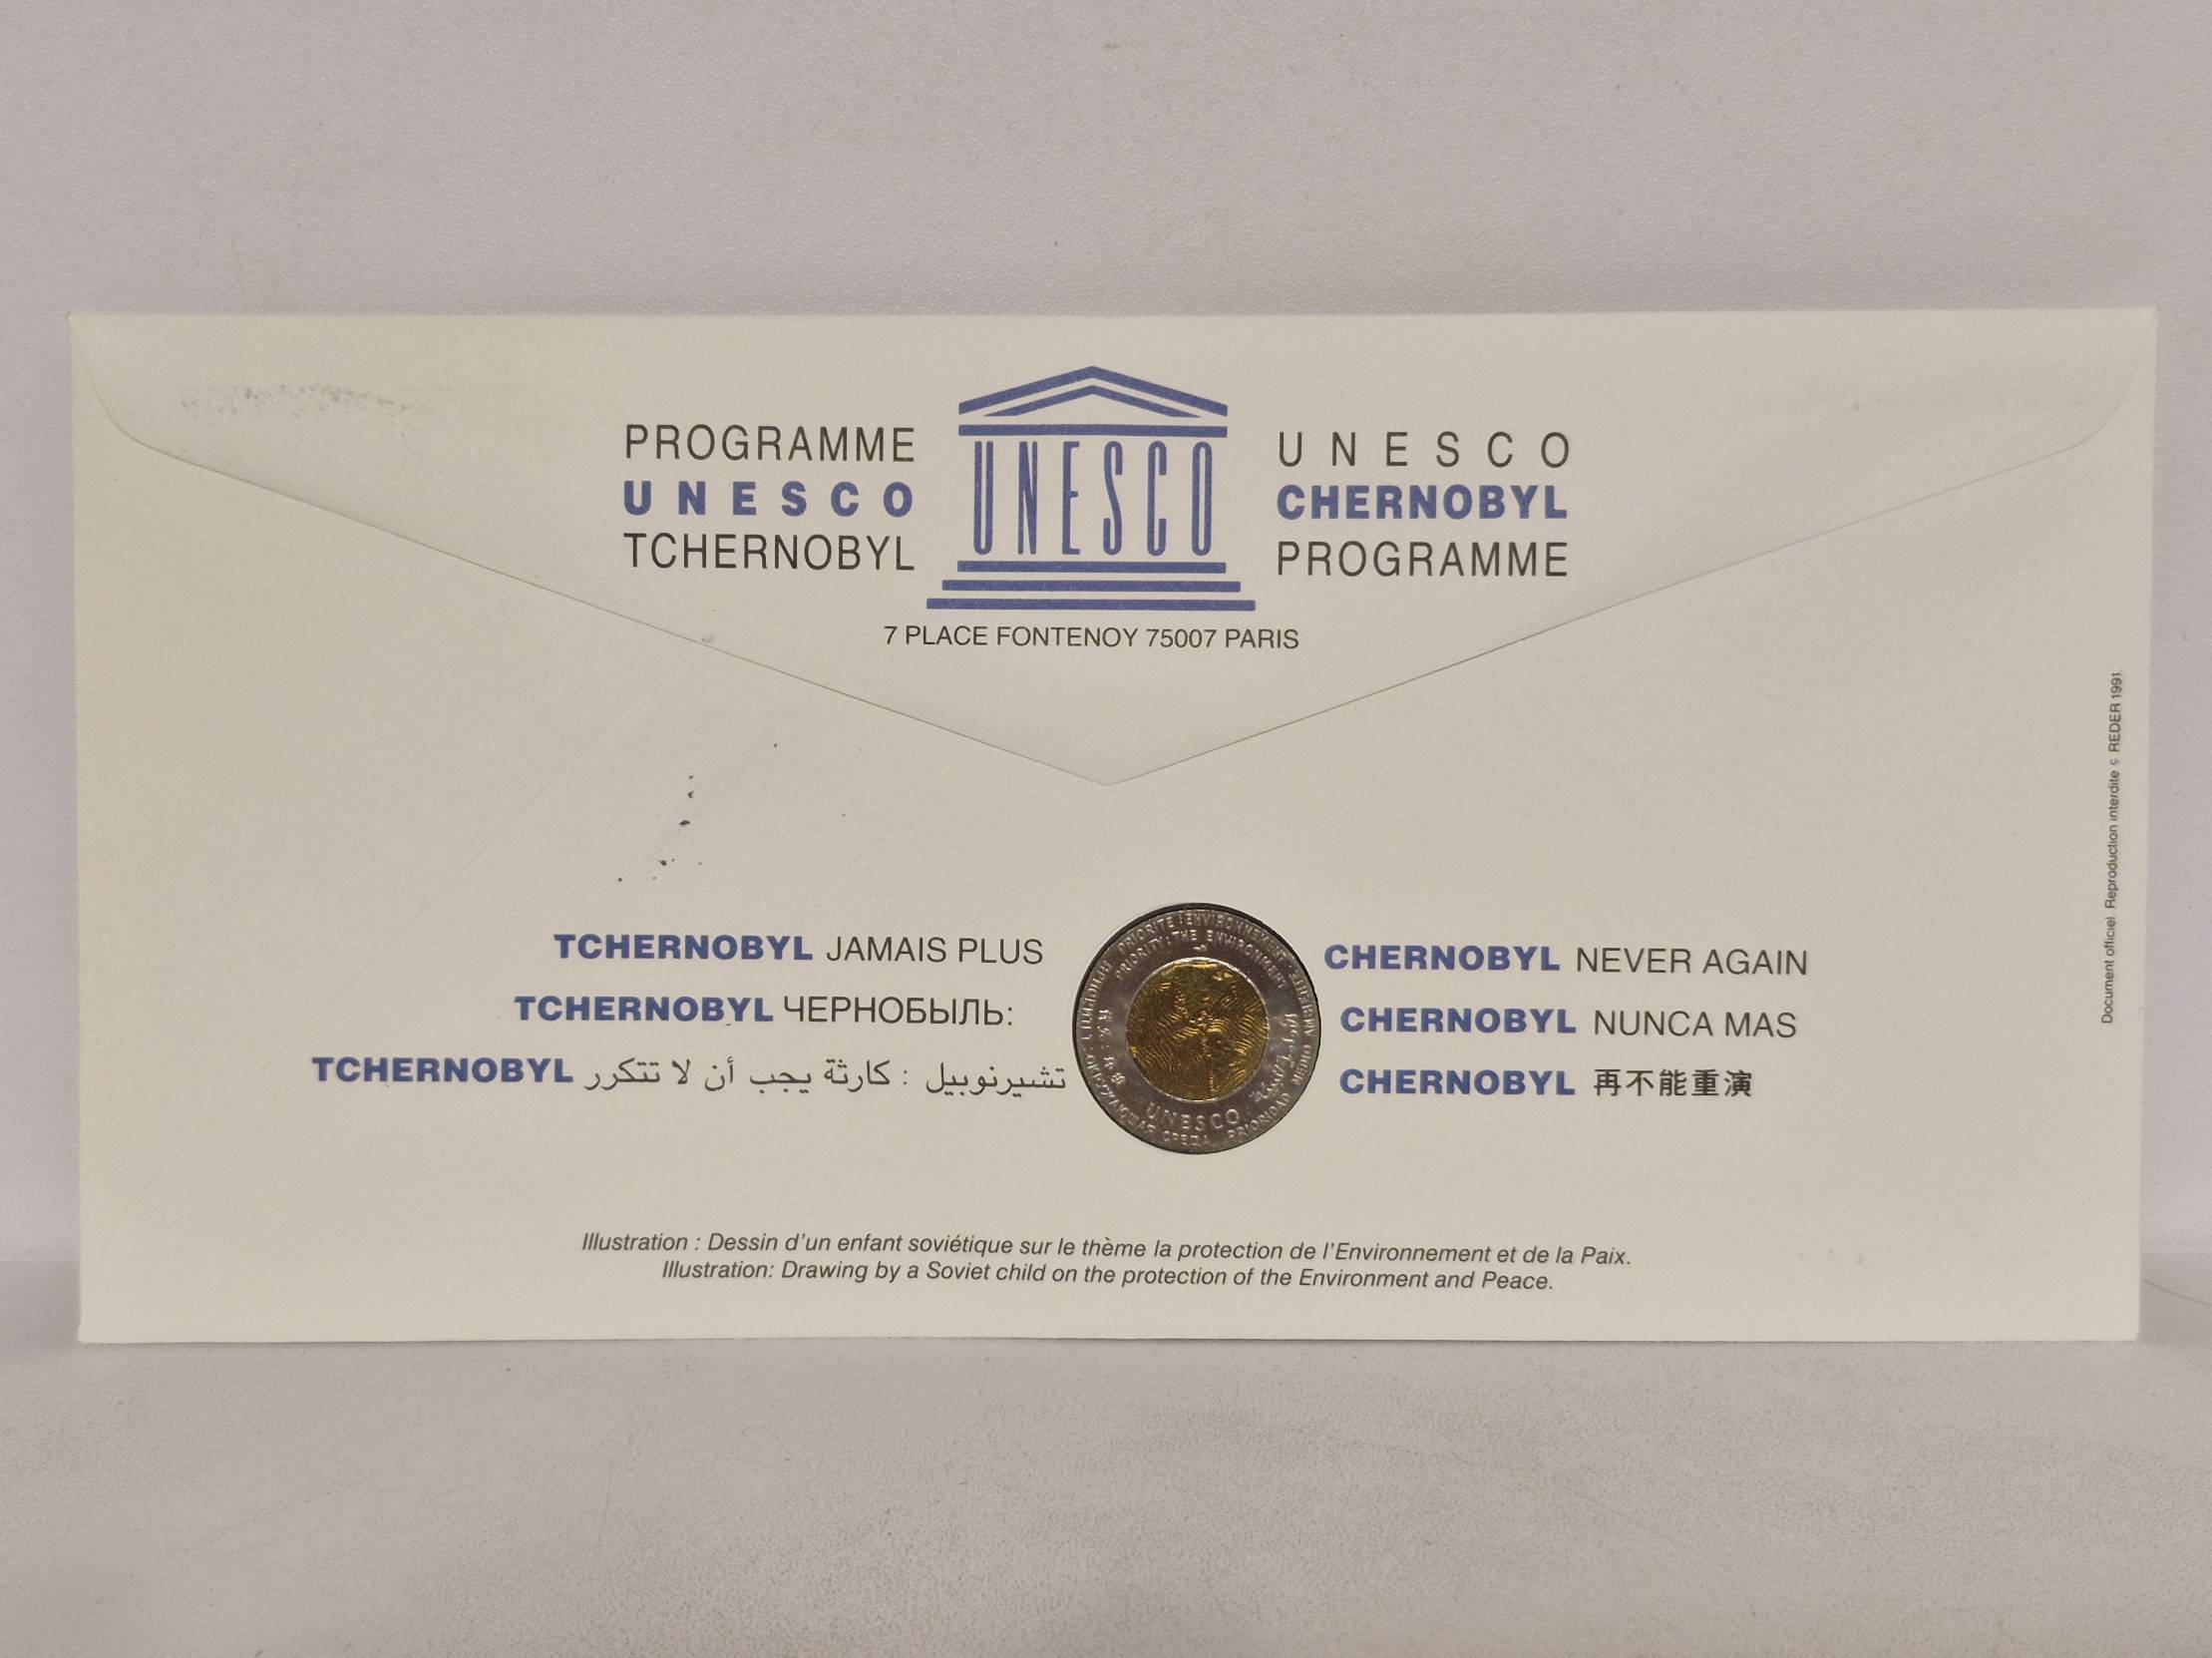 PROGRAMME
UNESCO
TCHERNOBYL
UNESCO
UNESCO
CHERNOBYL
PROGRAMME
7 PLACE FONTENOY 75007 PARIS
TCHERNOBYL JAMAIS PLUS
TCHERNOBYL ЧЕРНОБЫЛЬ:
TCHERNOBYL تشيرنوبيل : كارثة يجب أن لا تتكرر
PRIORITE L'ENVIRONNEMENT
PRIORITY: THE ENVIRONMENT
UNESCO
PRIORIDAD
CHERNOBYL NEVER AGAIN
CHERNOBYL NUNCA MAS
CHERNOBYL 再不能重演
Illustration : Dessin d'un enfant soviétique sur le thème la protection de l'Environnement et de la Paix.
Illustration: Drawing by a Soviet child on the protection of the Environment and Peace.
Document officiel. Reproduction interdite © REDER 1991.